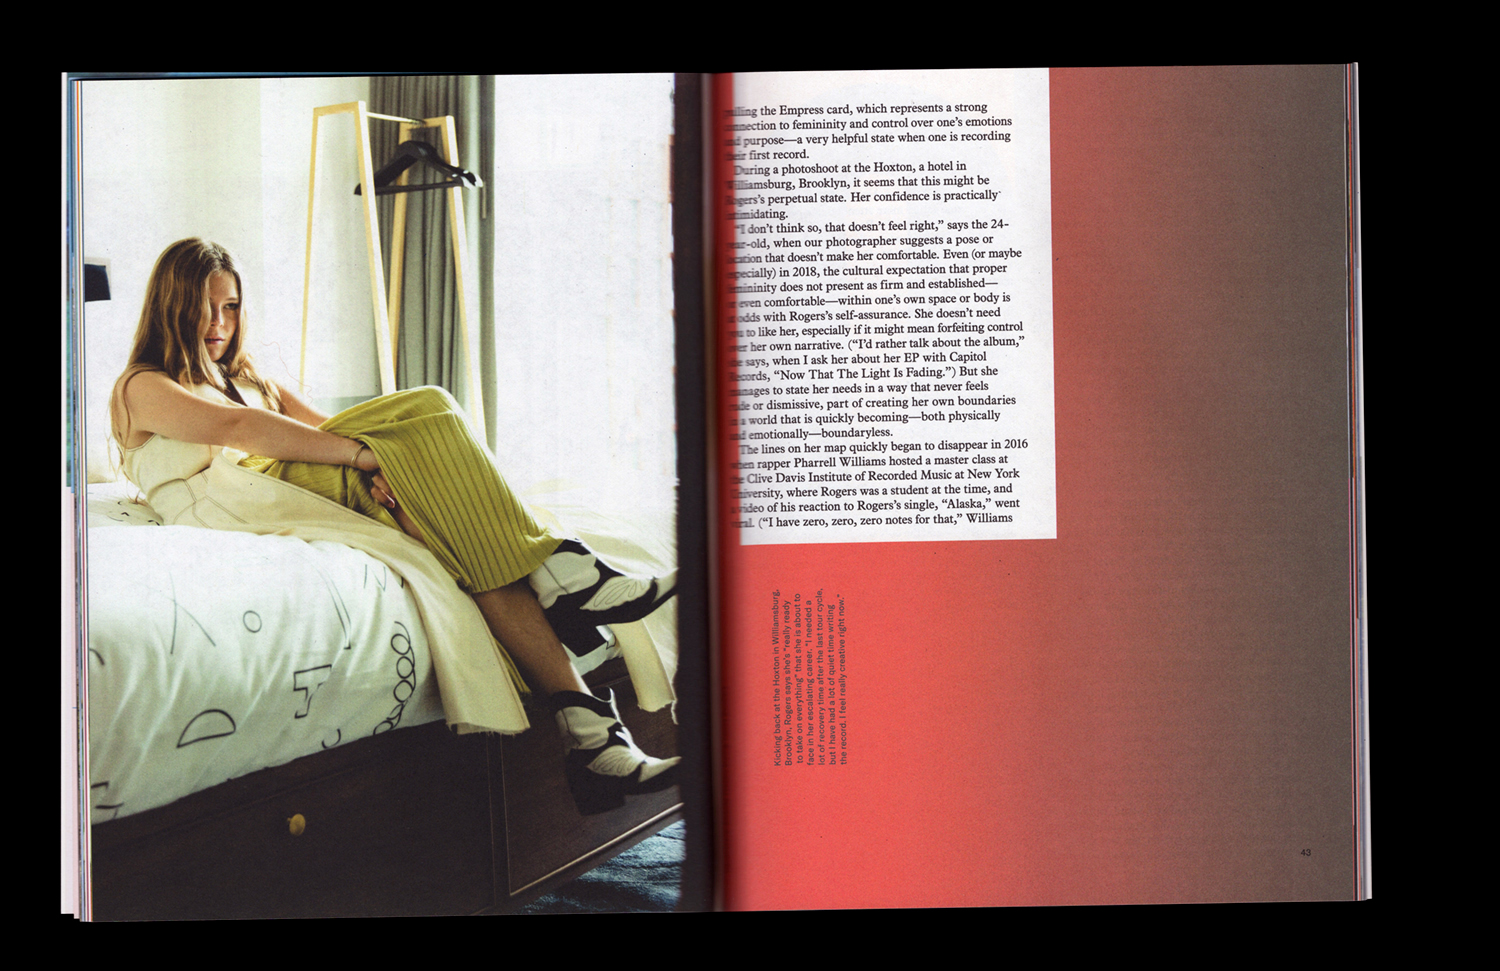 the Empress card, which represents a strong
to femininity and control over one’s emotions
purpose—a very helpful state when one is recording
their first record.
During a photoshoot at the Hoxton, a hotel in
Williamsburg, Brooklyn, it seems that this might be
Rogers’s perpetual state. Her confidence is practically
intimidating.
“I don’t think so, that doesn’t feel right,” says the 24-
year-old, when our photographer suggests a pose or
that doesn’t make her comfortable. Even (or maybe
especially) in 2018, the cultural expectation that proper
femininity does not present as firm and established—
or even comfortable—within one’s own space or body is
at odds with Rogers’s self-assurance. She doesn’t need
you to like her, especially if it might mean forfeiting control
over her own narrative. (“I’d rather talk about the album,”
she says, when I ask her about her EP with Capitol
Records, “Now That The Light Is Fading.”) But she
manages to state her needs in a way that never feels
rude or dismissive, part of creating her own boundaries
in a world that is quickly becoming—both physically
and emotionally—boundaryless.
The lines on her map quickly began to disappear in 2016
when rapper Pharrell Williams hosted a master class at
the Clive Davis Institute of Recorded Music at New York
University, where Rogers was a student at the time, and
a video of his reaction to Rogers’s single, “Alaska,” went
viral. (“I have zero, zero, zero notes for that,” Williams
Kicking back at the Hoxton in Williamsburg,
Brooklyn, Rogers says she’s “really ready
to take on everything” that she is about to
face in her escalating career. “I needed a
lot of recovery time after the last tour cycle,
but I have had a lot of quiet time writing
the record. I feel really creative right now.”
43